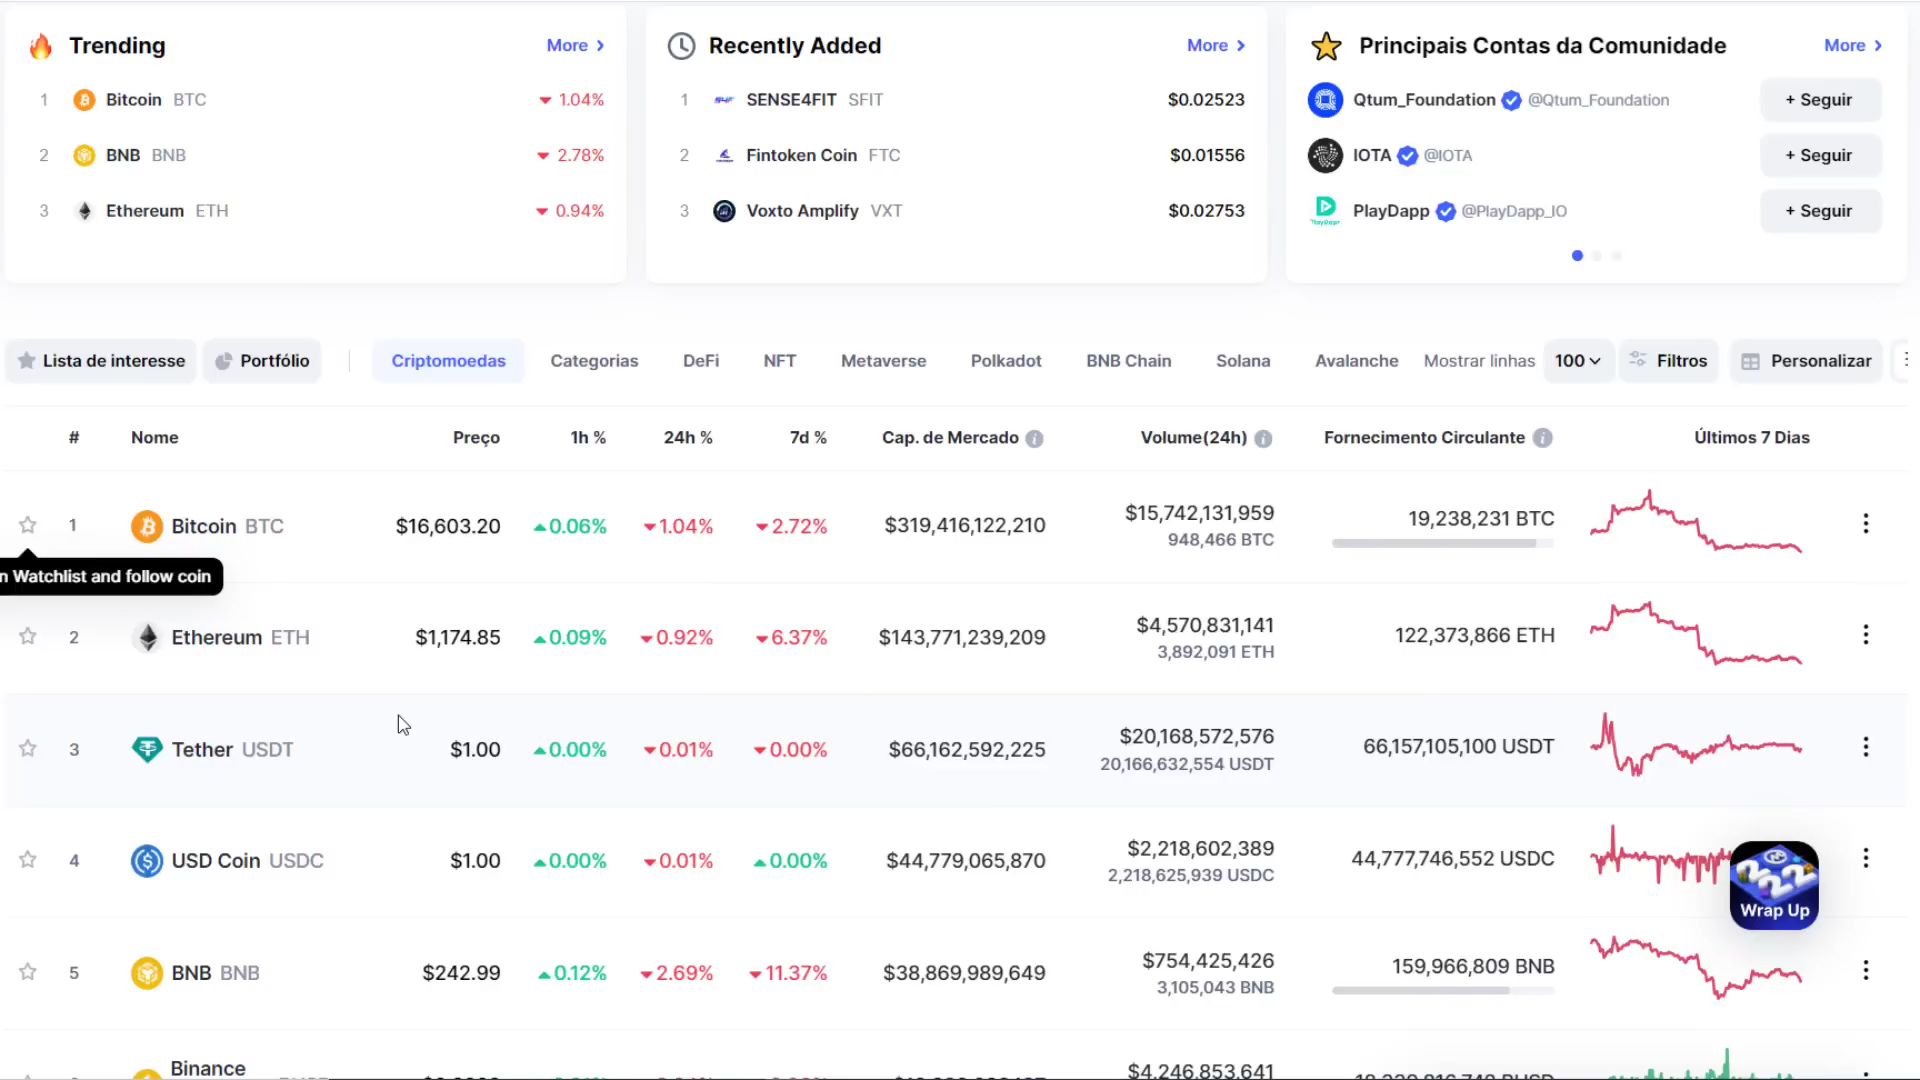 Trending
More
1 Bitcoin BTC 1.04%
2 BNB BNB 2.78%
3 Ethereum ETH 0.94%
Recently Added
More
1 SENSE4FIT SFIT $0.02523
2 Fintoken Coin FTC $0.01556
3 Voxto Amplify VXT $0.02753
Principais Contas da Comunidade
More
Qtum_Foundation @Qtum_Foundation + Seguir
IOTA @IOTA + Seguir
PlayDapp @PlayDapp_IO + Seguir
Lista de interesse Portfólio Criptomoedas Categorias DeFi NFT Metaverse Polkadot BNB Chain Solana Avalanche Mostrar linhas 100 Filtros Personalizar
# Nome Preço 1h % 24h % 7d % Cap. de Mercado Volume(24h) Fornecimento Circulante Últimos 7 Dias
1 Bitcoin BTC $16,603.20 0.06% 1.04% 2.72% $319,416,122,210 $15,742,131,959 19,238,231 BTC
948,466 BTC
n Watchlist and follow coin
2 Ethereum ETH $1,174.85 0.09% 0.92% 6.37% $143,771,239,209 $4,570,831,141 122,373,866 ETH
3,892,091 ETH
3 Tether USDT $1.00 0.00% 0.01% 0.00% $66,162,592,225 $20,168,572,576 66,157,105,100 USDT
20,166,632,554 USDT
4 USD Coin USDC $1.00 0.00% 0.01% 0.00% $44,779,065,870 $2,218,602,389 44,777,746,552 USDC
2,218,625,939 USDC
Wrap Up
5 BNB BNB $242.99 0.12% 2.69% 11.37% $38,869,989,649 $754,425,426 159,966,809 BNB
3,105,043 BNB
Binance $4,246,853,641